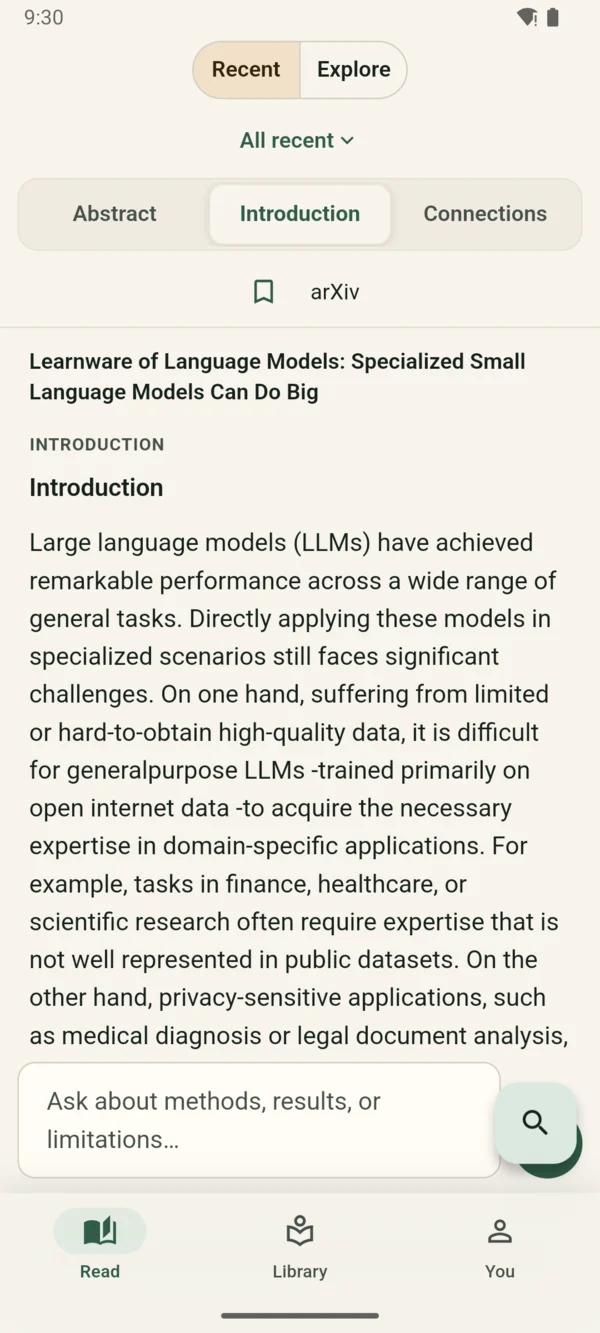 9:30
Recent
Explore
All recent
Abstract
Introduction
Connections
arXiv
Learnware of Language Models: Specialized Small
Language Models Can Do Big
INTRODUCTION
Introduction
Large language models (LLMs) have achieved
remarkable performance across a wide range of
general tasks. Directly applying these models in
specialized scenarios still faces significant
challenges. On one hand, suffering from limited
or hard-to-obtain high-quality data, it is difficult
for generalpurpose LLMs -trained primarily on
open internet data -to acquire the necessary
expertise in domain-specific applications. For
example, tasks in finance, healthcare, or
scientific research often require expertise that is
not well represented in public datasets. On the
other hand, privacy-sensitive applications, such
as medical diagnosis or legal document analysis,
Ask about methods, results, or
limitations…
Read
Library
You